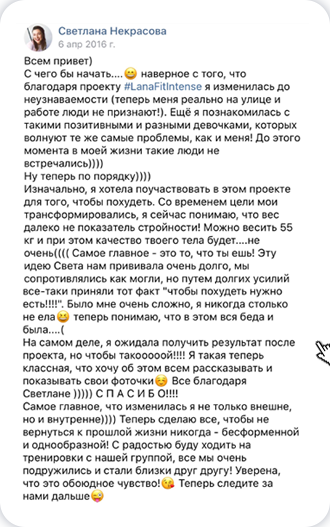 Светлана Некрасова
6 апр 2016 г.
Всем привет)
С чего бы начать....😀 наверное с того, что
благодаря проекту #LanaFitIntense я изменилась до
неузнаваемости (теперь меня реально на улице и
работе люди не признают!). Ещё я познакомилась с
такими позитивными и разными девочками, которых
волнуют те же самые проблемы, как и меня! До этого
момента в моей жизни такие люди не
встречались))))
Ну теперь по порядку))))
Изначально, я хотела поучаствовать в этом проекте
для того, чтобы похудеть. Со временем цели мои
трансформировались, я сейчас понимаю, что вес
далеко не показатель стройности! Можно весить 55
кг и при этом качество твоего тела будет....не
очень(((( Самое главное - это то, что ты ешь! Эту
идею Света нам прививала очень долго, мы
сопротивлялись как могли, но путем долгих усилий
все-таки приняли тот факт "чтобы похудеть нужно
есть!!!!". Было мне очень сложно, я никогда столько
не ела😀 теперь понимаю, что в этом вся беда и
была....(
На самом деле, я ожидала получить результат после
проекта, но чтобы такооооой!!!! Я такая теперь
классная, что хочу об этом всем рассказывать и
показывать свои фоточки😊 Все благодаря
Светлане ))))) С П А С И Б О!!!!
Самое главное, что изменилась я не только внешне,
но и внутренне)))) Теперь сделаю все, чтобы не
вернуться к прошлой жизни никогда - бесформенной
и однообразной! С радостью буду ходить на
тренировки с нашей группой, все мы очень
подружились и стали близки друг другу! Уверена,
что это обоюдное чувство!😘 Теперь следите за
нами дальше😜